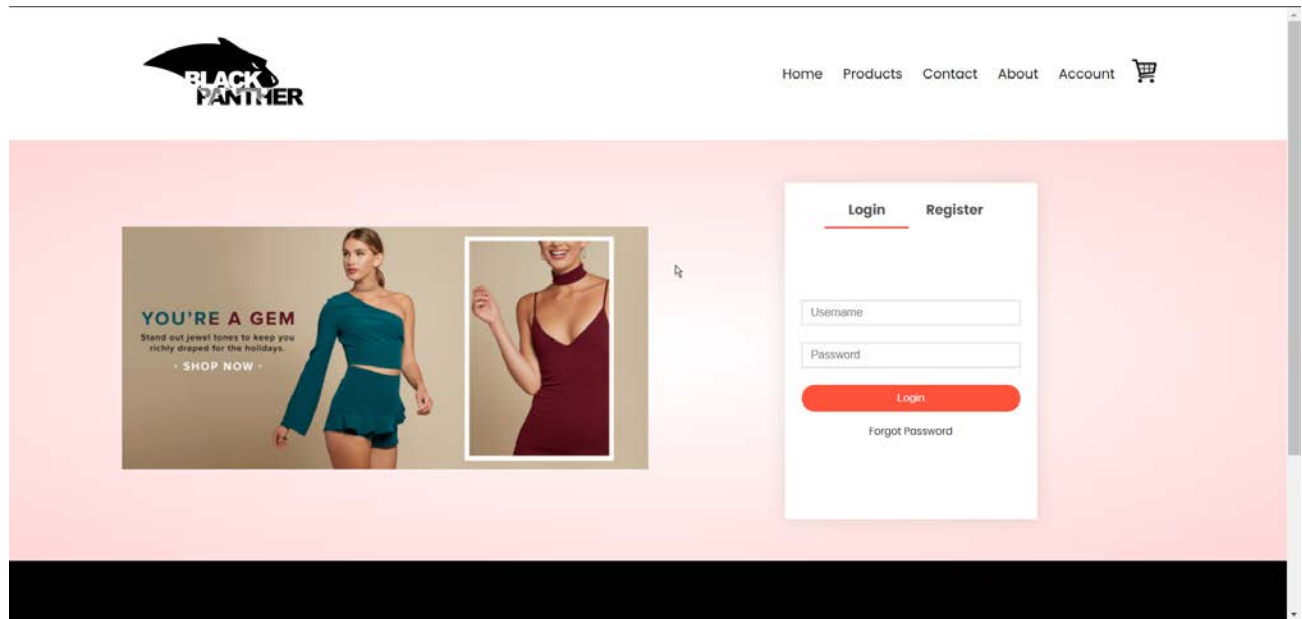 BLACK
PANTHER
Home Products Contact About Account
Login Register
YOU'RE A GEM
Stand out jewel tones to keep you
richly draped for the holidays.
• SHOP NOW •
Username
Password
Login
Forgot Password